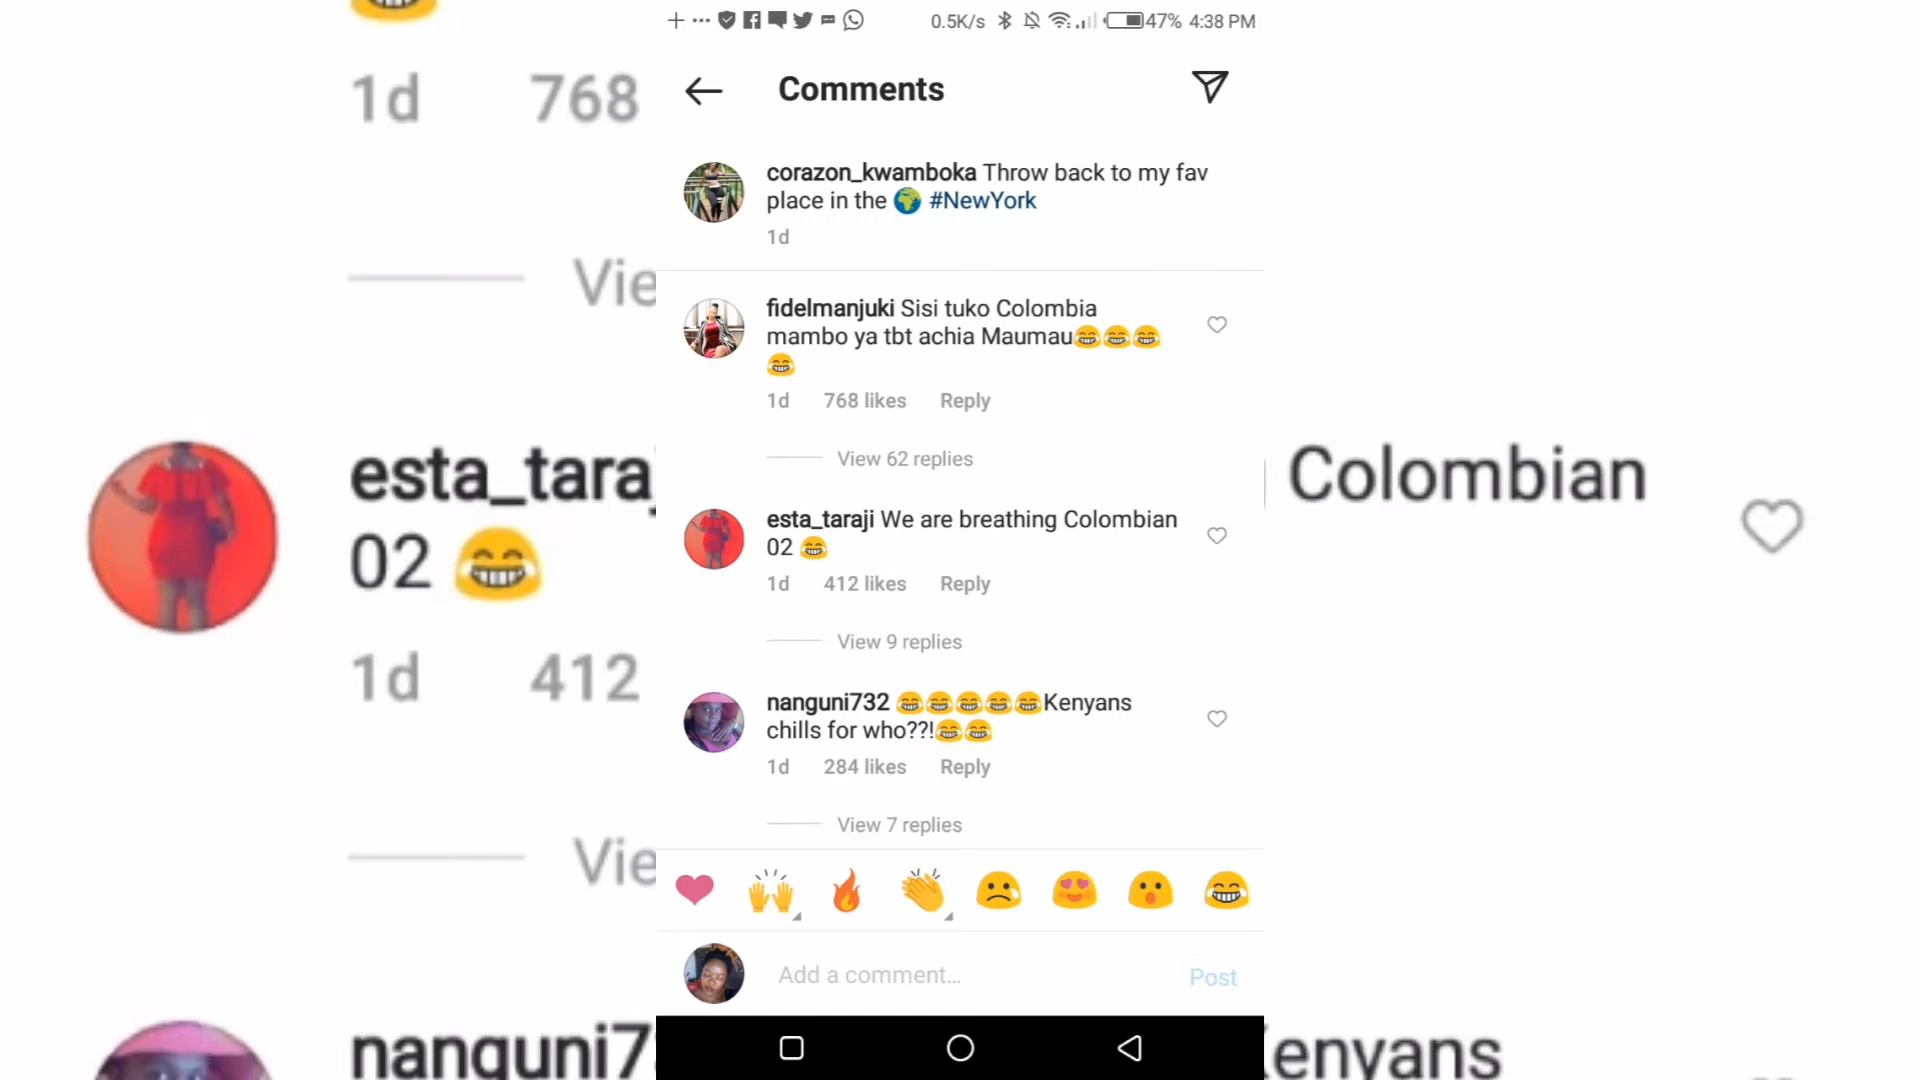 0.5K/s 47% 4:38 PM
Comments
corazon_kwamboka Throw back to my fav
place in the 🌍 #NewYork
1d
fidelmanjuki Sisi tuko Colombia
mambo ya tbt achia Maumau😂😂😂
😂
1d 768 likes Reply
View 62 replies
esta_taraji We are breathing Colombian
02 😂
1d 412 likes Reply
View 9 replies
nanguni732 😂😂😂😂😂Kenyans
chills for who??!😂😂
1d 284 likes Reply
View 7 replies
Add a comment... Post
1d 768
Vie
esta_tara Colombian
02 😂
1d 412
Vie
nanguni7 enyans